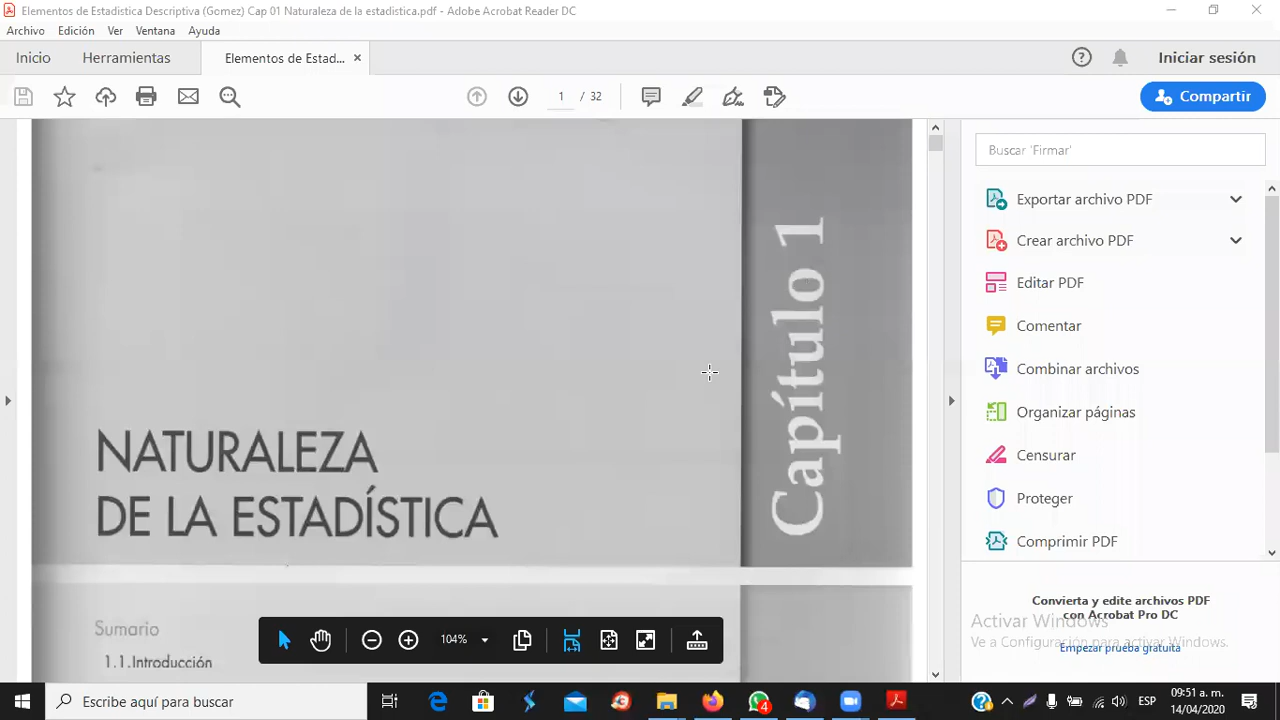 Elementos de Estadistica Descriptiva (Gomez) Cap 01 Naturaleza de la estadistica.pdf - Adobe Acrobat Reader DC
Archivo Edición Ver Ventana Ayuda
Inicio Herramientas Elementos de Estad... × Iniciar sesión
1 / 32 Compartir
Buscar 'Firmar'
Exportar archivo PDF
Crear archivo PDF
Editar PDF
Comentar
Combinar archivos
Organizar páginas
Censurar
Proteger
Comprimir PDF
Capítulo 1
NATURALEZA
DE LA ESTADÍSTICA
Sumario
1.1.Introducción
104%
Convierta y edite archivos PDF
con Acrobat Pro DC
Empezar prueba gratuita
Activar Windows
Ve a Configuración para activar Windows.
Escribe aquí para buscar
4
ESP
09:51 a. m.
14/04/2020